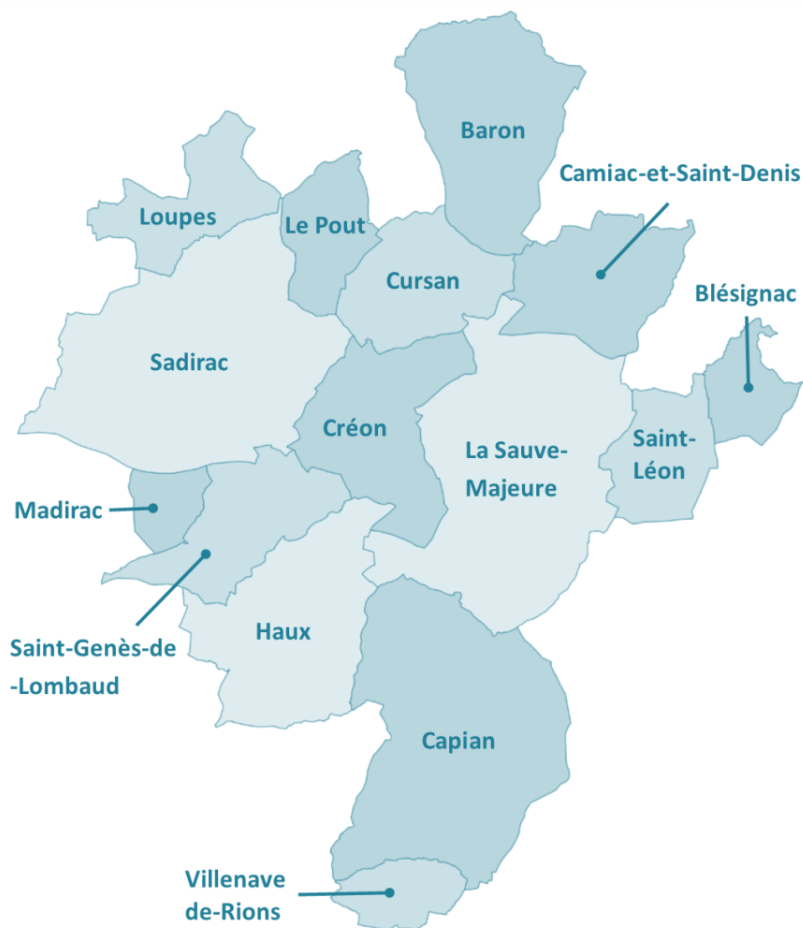 Baron
Camiac-et-Saint-Denis
Loupes
Le Pout
Cursan
Blésignac
Sadirac
Créon
La Sauve-
Majeure
Saint-
Léon
Madirac
Saint-Genès-de
-Lombaud
Haux
Capian
Villenave
de-Rions